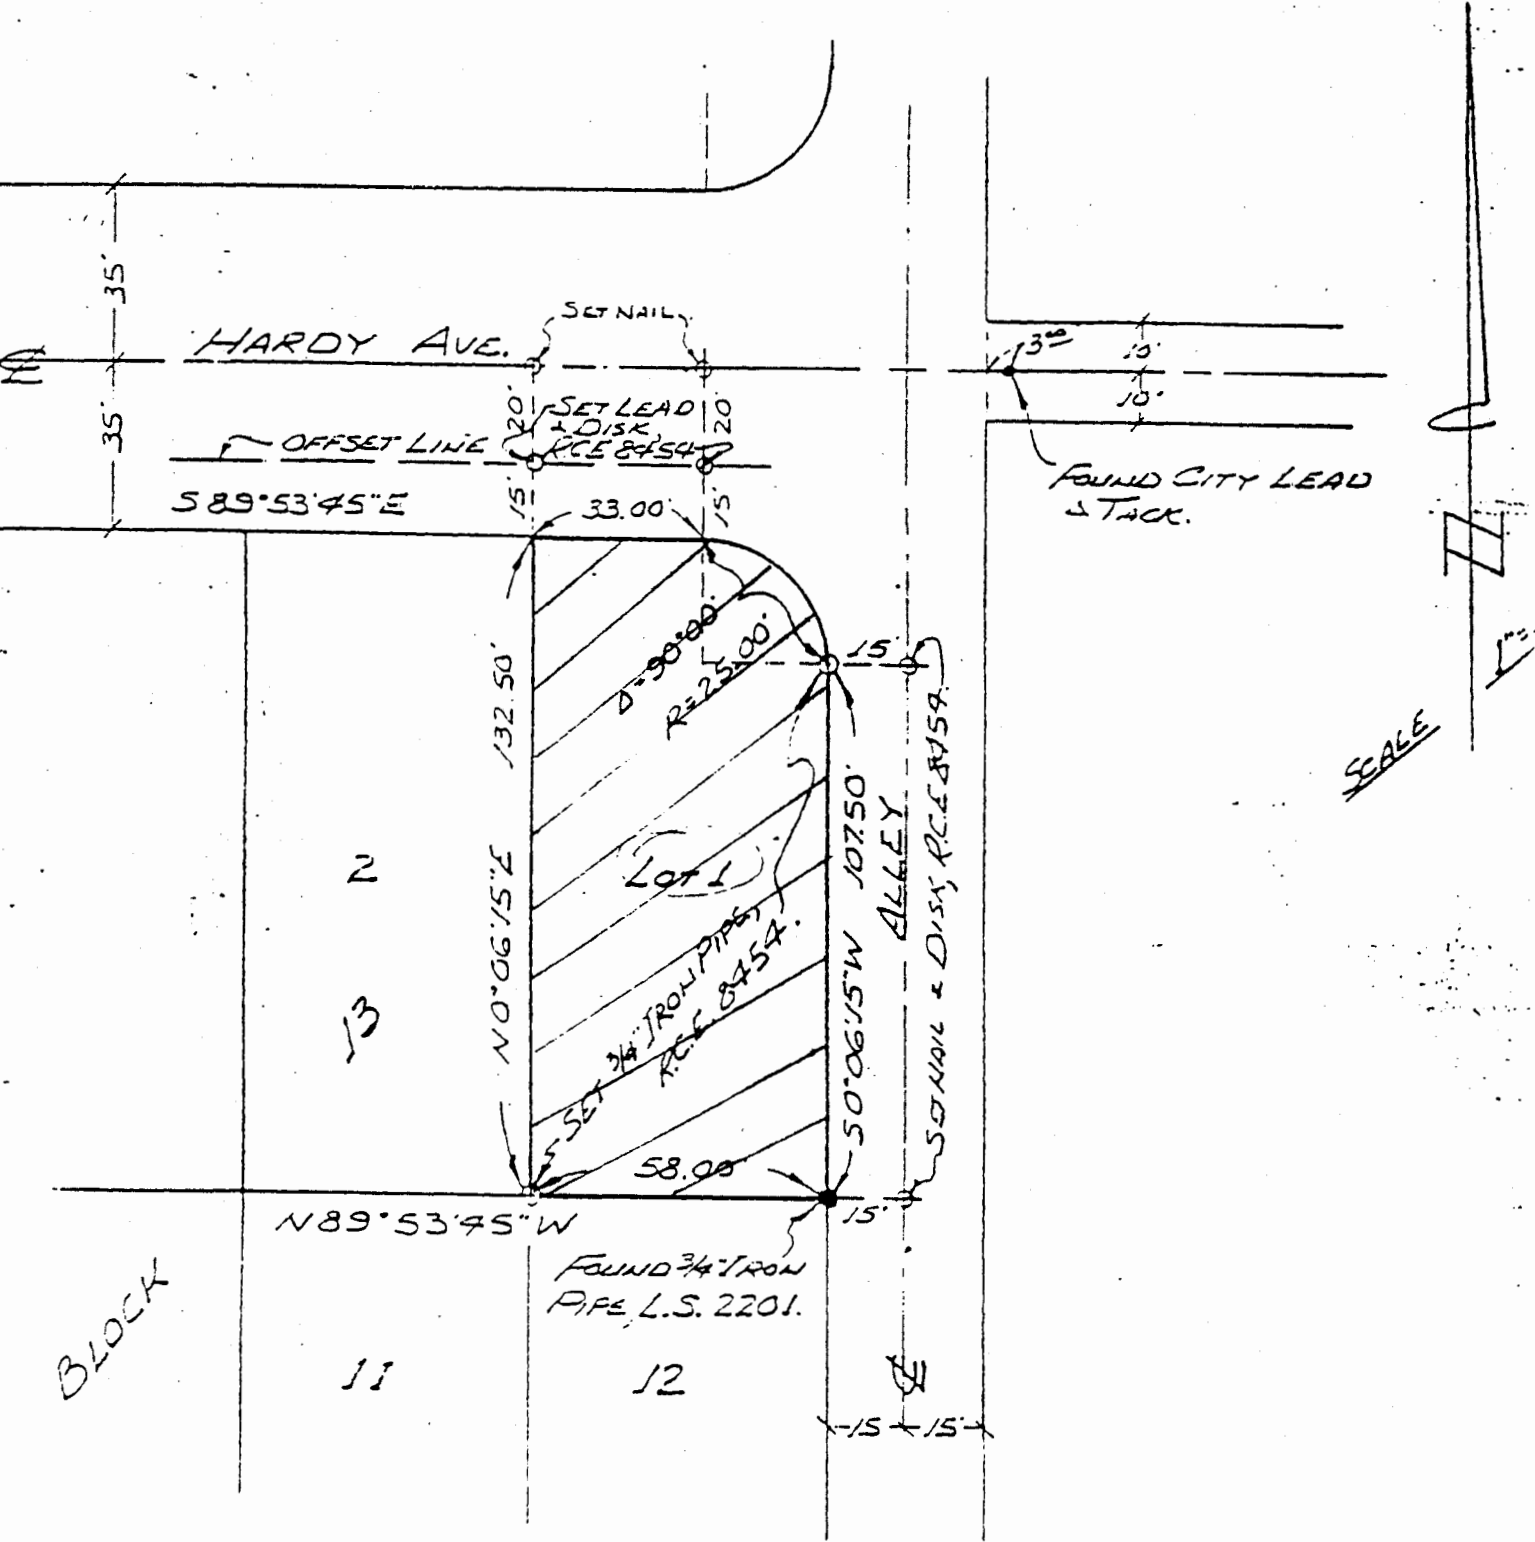 35'
HARDY AVE.
SET NAIL
3⁰⁰
10'
10'
35'
20'
SET LEAD
& DISK,
R.C.E 8454
20'
OFFSET LINE
15'
15'
S 89°53'45" E
33.00'
FOUND CITY LEAD
& TACK.
D=90°00'
R=25.00'
15'
132.50'
N 0°06'15" E
107.50'
S 0°06'15" W
ALLEY
SET NAIL & DISK, R.C.E 8454.
1"=
SCALE
2
LOT 1
13
SET 3/4" IRON PIPE,
R.C.E. 8454.
58.00'
N 89°53'45" W
15'
FOUND 3/4" IRON
PIPE, L.S. 2201.
BLOCK
11
12
15
15'